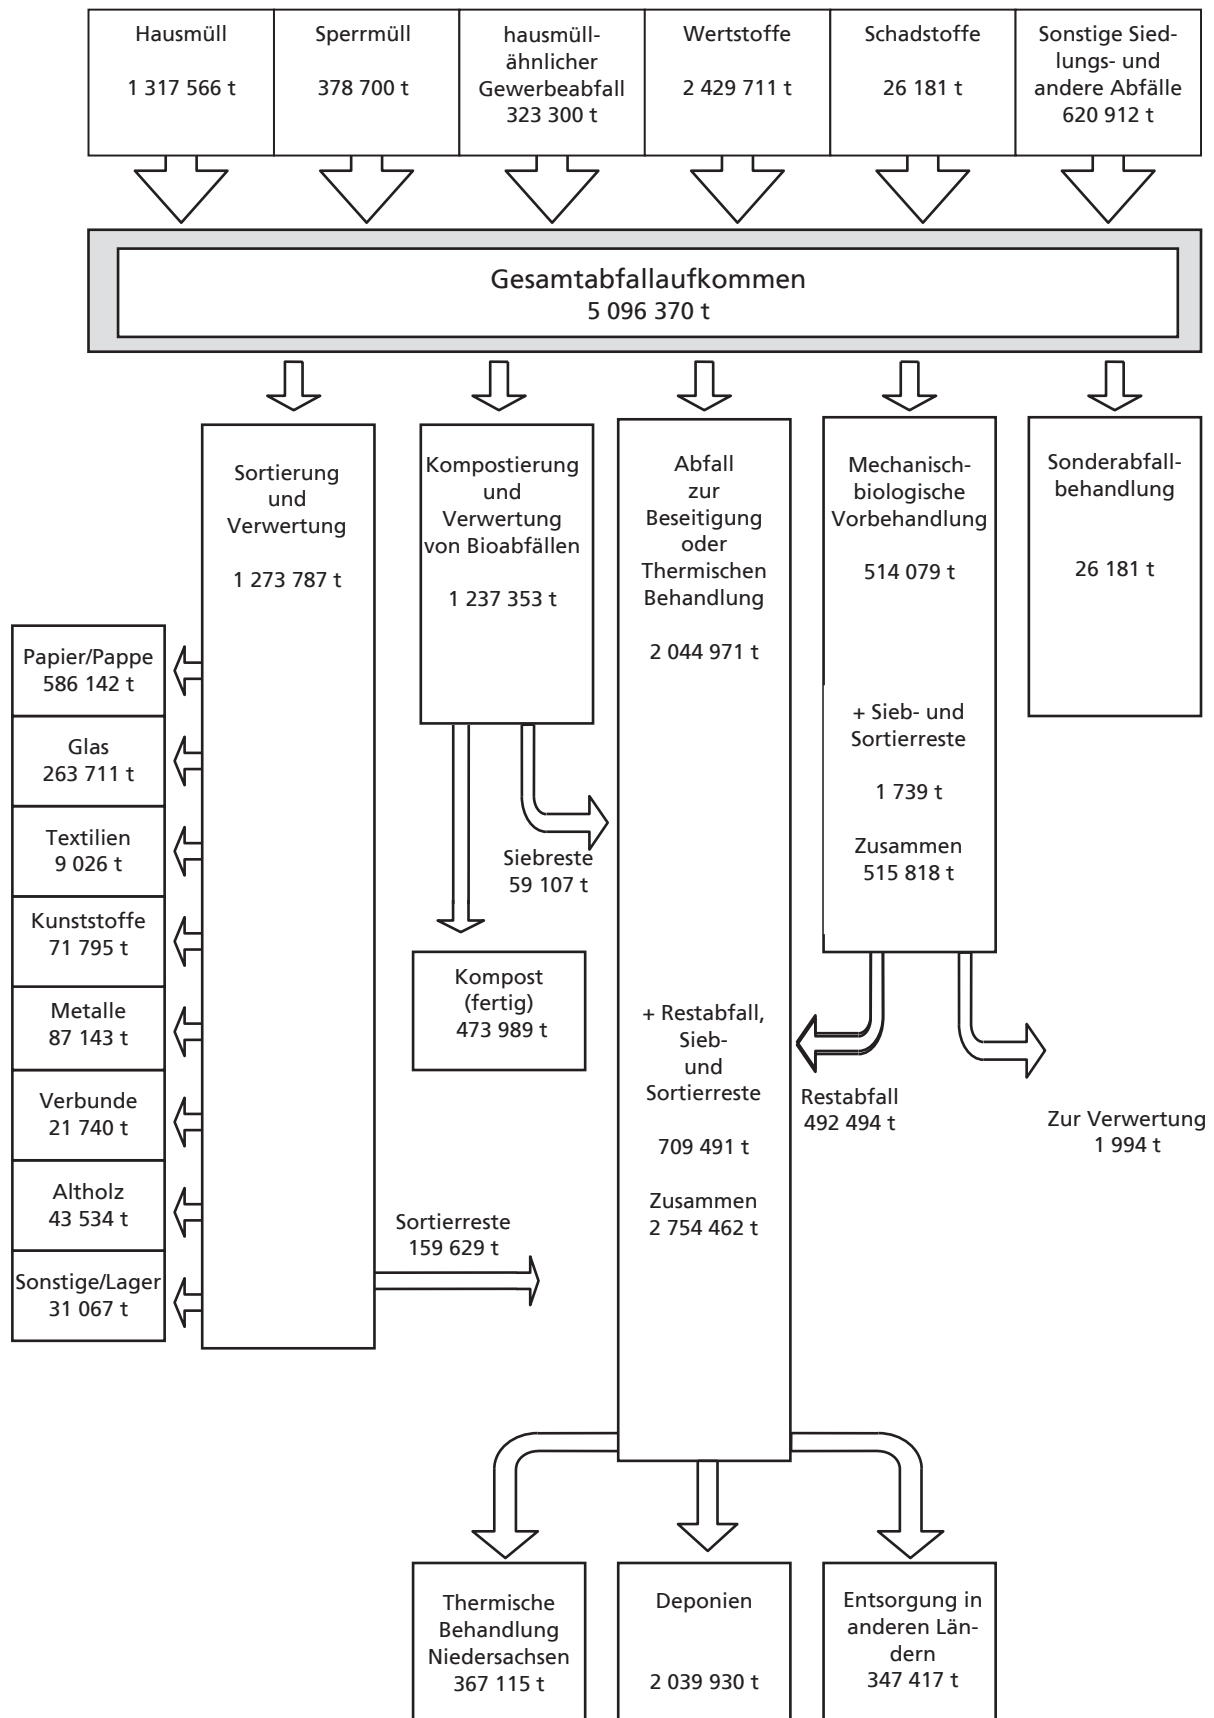 Hausmüll
1 317 566 t
Sperrmüll
378 700 t
hausmüll-
ähnlicher
Gewerbeabfall
323 300 t
Wertstoffe
2 429 711 t
Schadstoffe
26 181 t
Sonstige Sied-
lungs- und
andere Abfälle
620 912 t
Gesamtabfallaufkommen
5 096 370 t
Sortierung
und
Verwertung
1 273 787 t
Kompostierung
und
Verwertung
von Bioabfällen
1 237 353 t
Abfall
zur
Beseitigung
oder
Thermischen
Behandlung
2 044 971 t
Mechanisch-
biologische
Vorbehandlung
514 079 t
+ Sieb- und
Sortierreste
1 739 t
Zusammen
515 818 t
Sonderabfall-
behandlung
26 181 t
Papier/Pappe
586 142 t
Glas
263 711 t
Textilien
9 026 t
Kunststoffe
71 795 t
Metalle
87 143 t
Verbunde
21 740 t
Altholz
43 534 t
Sonstige/Lager
31 067 t
Siebreste
59 107 t
Kompost
(fertig)
473 989 t
+ Restabfall,
Sieb-
und
Sortierreste
709 491 t
Zusammen
2 754 462 t
Restabfall
492 494 t
Zur Verwertung
1 994 t
Sortierreste
159 629 t
Thermische
Behandlung
Niedersachsen
367 115 t
Deponien
2 039 930 t
Entsorgung in
anderen Län-
dern
347 417 t